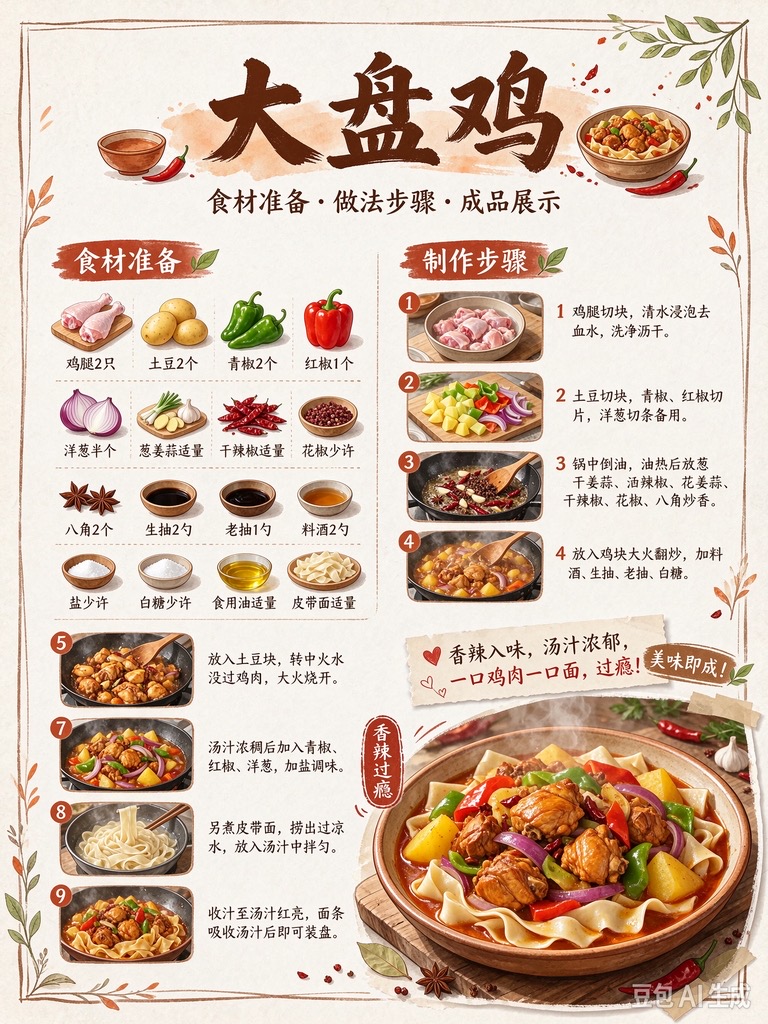 大盘鸡
食材准备·做法步骤·成品展示
食材准备
鸡腿2只
土豆2个
青椒2个
红椒1个
洋葱半个
葱姜蒜适量
干辣椒适量
花椒少许
八角2个
生抽2勺
老抽1勺
料酒2勺
盐少许
白糖少许
食用油适量
皮带面适量
制作步骤
1
1 鸡腿切块，清水浸泡去
血水，洗净沥干。
2
2 土豆切块，青椒、红椒切
片，洋葱切条备用。
3
3 锅中倒油，油热后放葱
干姜蒜、沺辣椒、花姜蒜、
干辣椒、花椒、八角炒香。
4
4 放入鸡块大火翻炒，加料
酒、生抽、老抽、白糖。
5
放入土豆块，转中火水
没过鸡肉，大火烧开。
7
汤汁浓稠后加入青椒、
红椒、洋葱，加盐调味。
8
另煮皮带面，捞出过凉
水，放入汤汁中拌匀。
9
收汁至汤汁红亮，面条
吸收汤汁后即可装盘。
香辣入味，汤汁浓郁，
一口鸡肉一口面，过瘾！
美味即成！
香辣过瘾
豆包AI生成